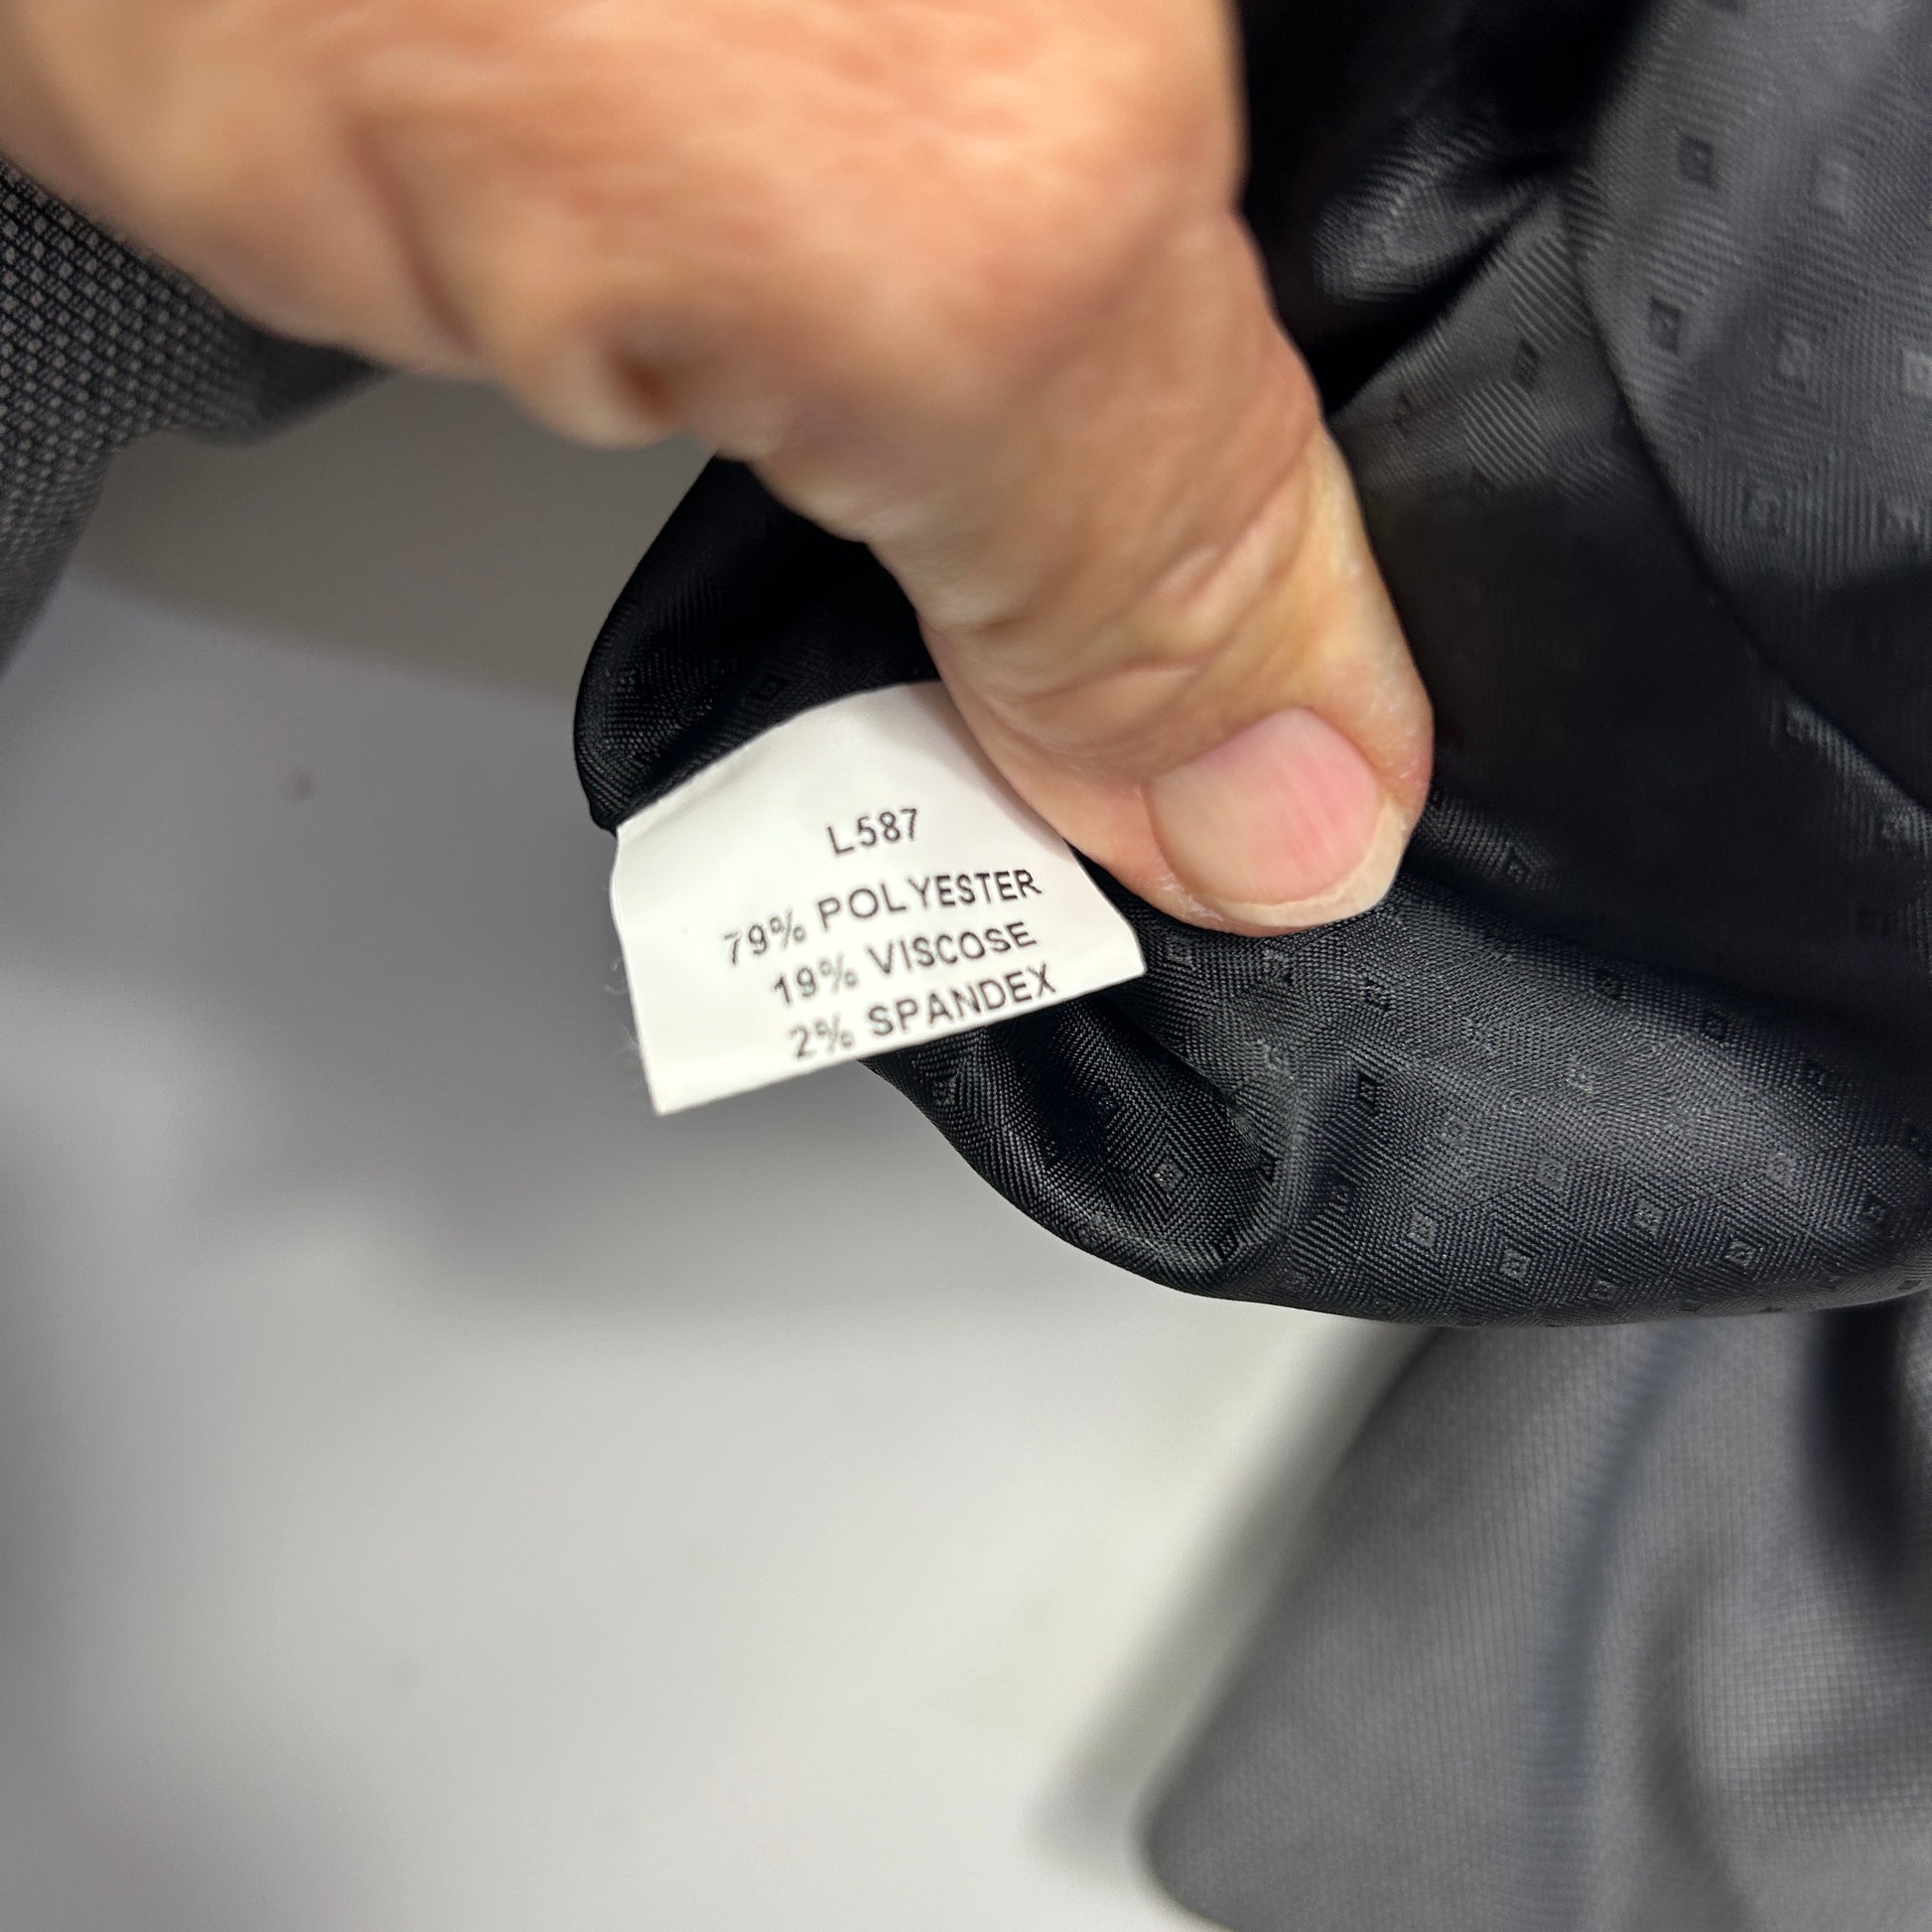 L587
79% POLYESTER
19% VISCOSE
2% SPANDEX